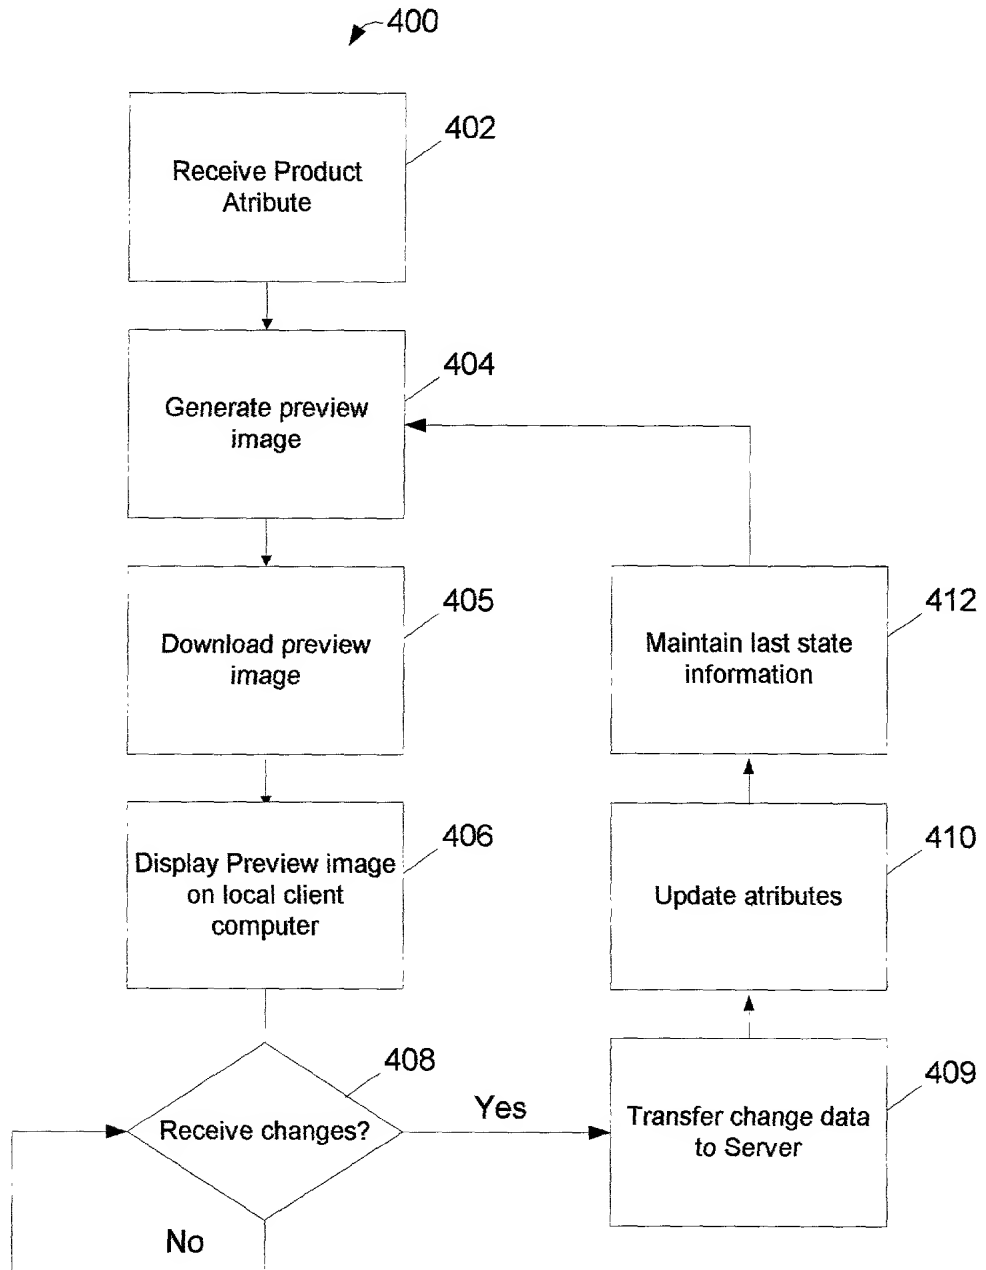 400
402
Receive Product
Atribute
404
Generate preview
image
405
Download preview
image
412
Maintain last state
information
406
Display Preview image
on local client
computer
410
Update atributes
408
Receive changes?
Yes
409
Transfer change data
to Server
No